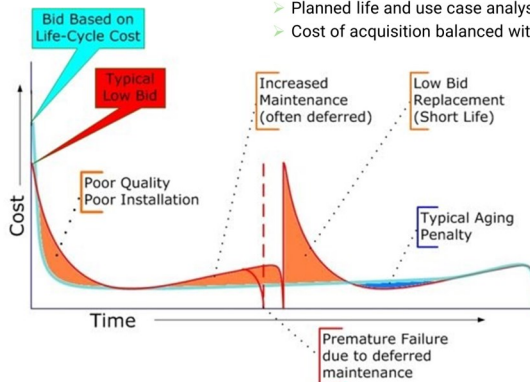 Planned life and use case analys
Cost of acquisition balanced wit
Bid Based on
Life-Cycle Cost
Typical
Low Bid
Increased
Maintenance
(often deferred)
Low Bid
Replacement
(Short Life)
Poor Quality
Poor Installation
Typical Aging
Penalty
Cost
Time
Premature Failure
due to deferred
maintenance